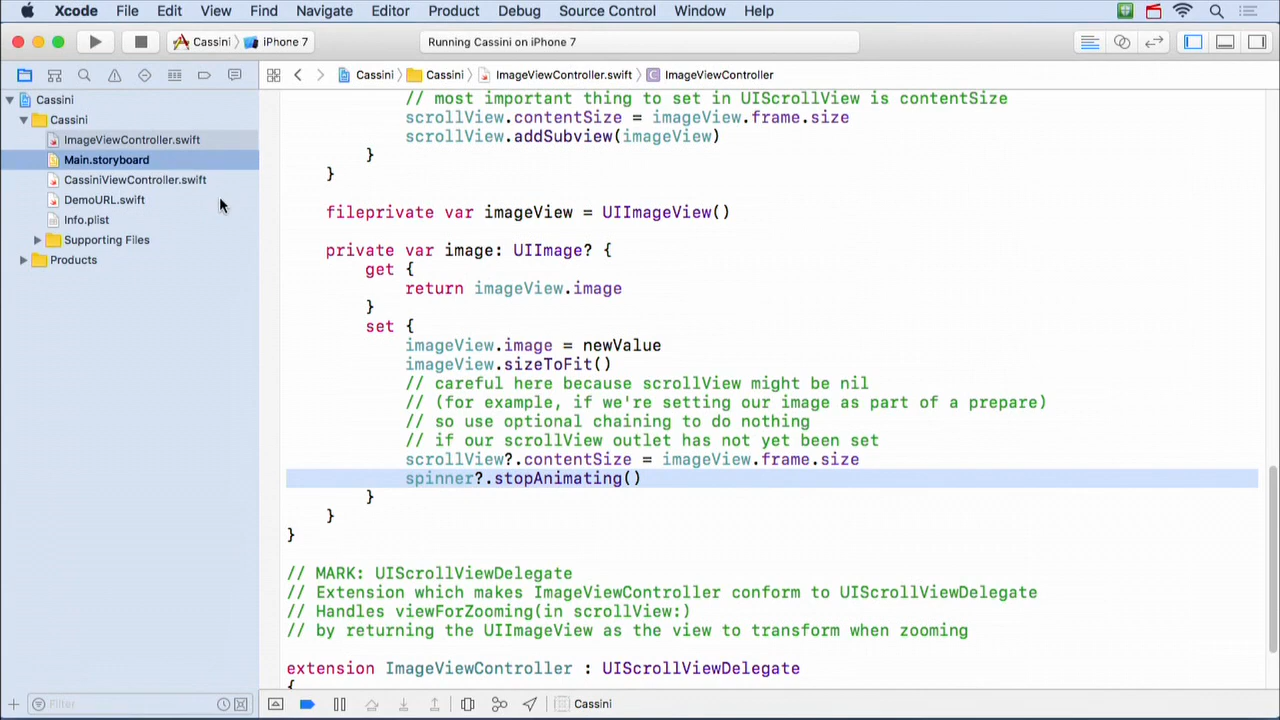 Xcode File Edit View Find Navigate Editor Product Debug Source Control Window Help
Cassini iPhone 7
Running Cassini on iPhone 7
Cassini Cassini ImageViewController.swift ImageViewController
Cassini
Cassini
ImageViewController.swift
Main.storyboard
CassiniViewController.swift
DemoURL.swift
Info.plist
Supporting Files
Products
// most important thing to set in UIScrollView is contentSize
scrollView.contentSize = imageView.frame.size
scrollView.addSubview(imageView)
}
}
fileprivate var imageView = UIImageView()
private var image: UIImage? {
get {
return imageView.image
}
set {
imageView.image = newValue
imageView.sizeToFit()
// careful here because scrollView might be nil
// (for example, if we're setting our image as part of a prepare)
// so use optional chaining to do nothing
// if our scrollView outlet has not yet been set
scrollView?.contentSize = imageView.frame.size
spinner?.stopAnimating()
}
}
}
// MARK: UIScrollViewDelegate
// Extension which makes ImageViewController conform to UIScrollViewDelegate
// Handles viewForZooming(in scrollView:)
// by returning the UIImageView as the view to transform when zooming
extension ImageViewController : UIScrollViewDelegate
{
Filter
Cassini